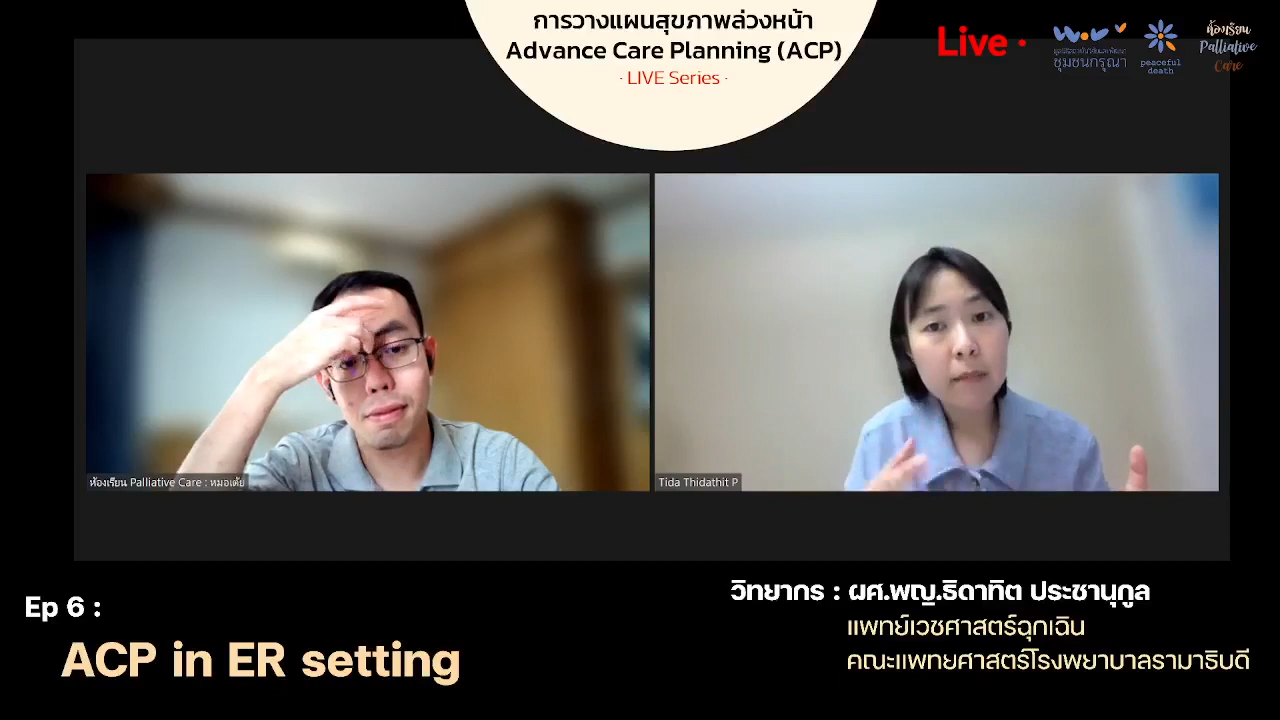 การวางแผนสุขภาพล่วงหน้า
Advance Care Planning (ACP)
· LIVE Series ·
Live ·
ชุมชนกรุณา
peaceful
death
ห้องเรียน
Palliative
Care
ห้องเรียน Palliative Care : หมอเต้ย
Tida Thidathit P
Ep 6 :
ACP in ER setting
วิทยากร : ผศ.พญ.ธิดาทิต ประชานุกูล
แพทย์เวชศาสตร์ฉุกเฉิน
คณะแพทยศาสตร์โรงพยาบาลรามาธิบดี